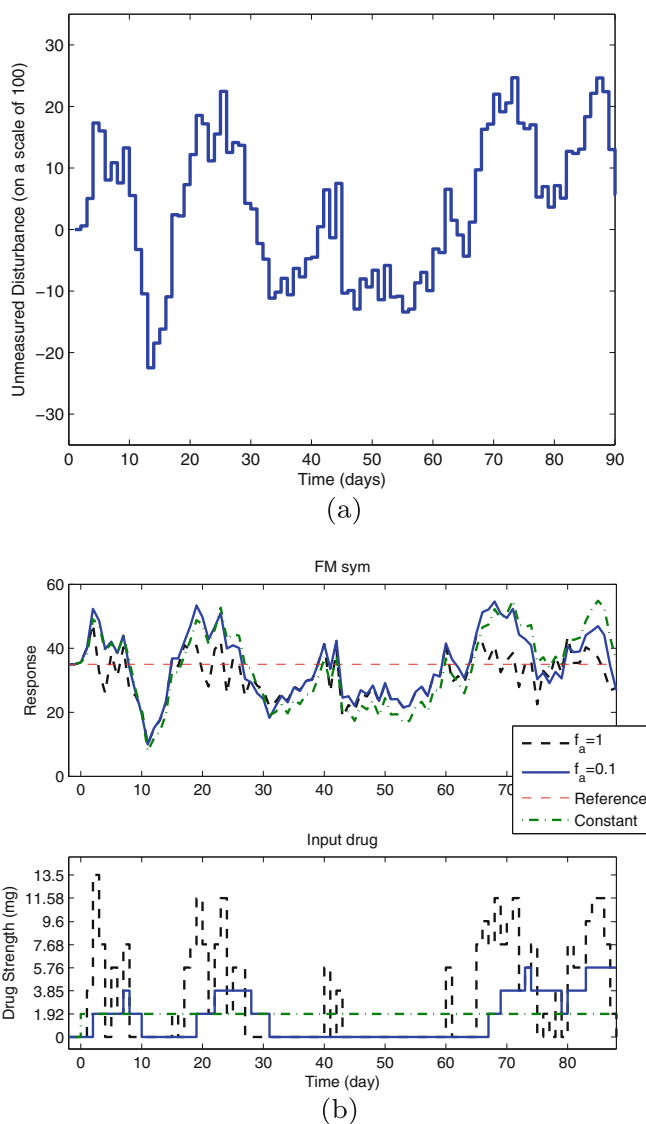 30
20
10
0
−10
−20
−30
Unmeasured Disturbance (on a scale of 100)
0 10 20 30 40 50 60 70 80 90
Time (days)
(a)
FM sym
60
40
20
0
Response
f_a=1
f_a=0.1
Reference
Constant
0 10 20 30 40 50 60 70
Input drug
13.5
11.58
9.6
7.68
5.76
3.85
1.92
0
Drug Strength (mg)
0 10 20 30 40 50 60 70 80
Time (day)
(b)